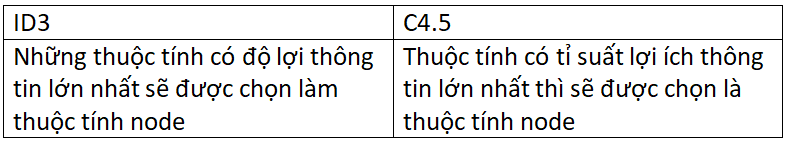 ID3
C4.5
Những thuộc tính có độ lợi thông
tin lớn nhất sẽ được chọn làm
thuộc tính node
Thuộc tính có tỉ suất lợi ích thông
tin lớn nhất thì sẽ được chọn là
thuộc tính node